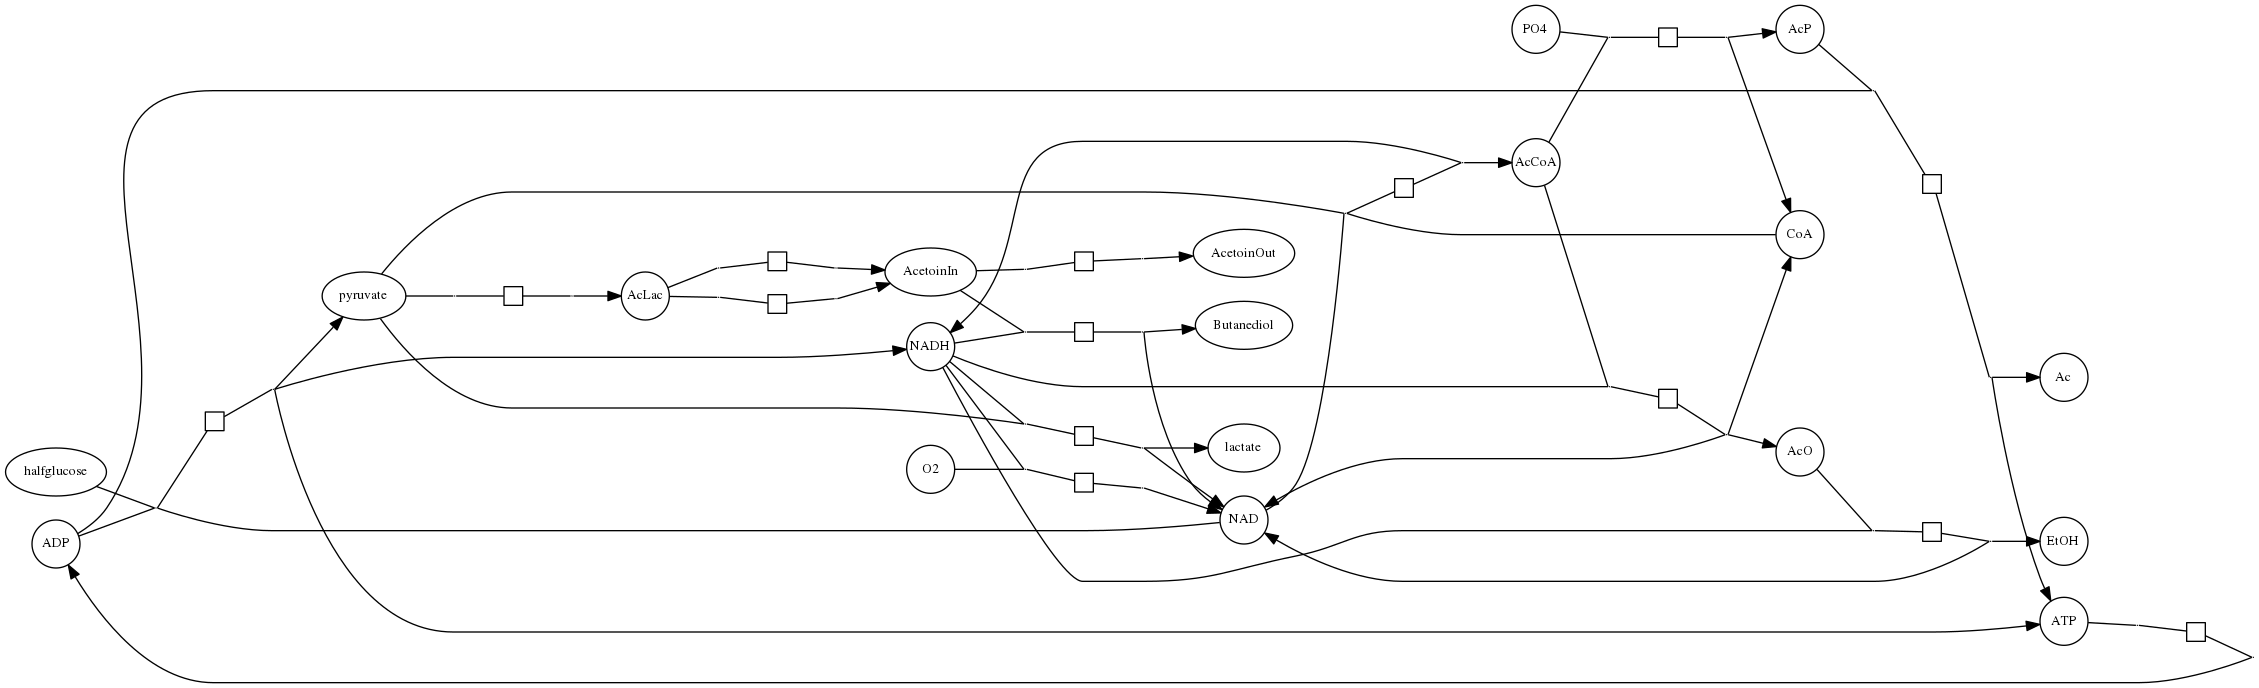 PO4
AcP
AcCoA
CoA
AcetoinOut
AcetoinIn
pyruvate
AcLac
Butanediol
NADH
Ac
lactate
AcO
halfglucose
O2
NAD
EtOH
ADP
ATP